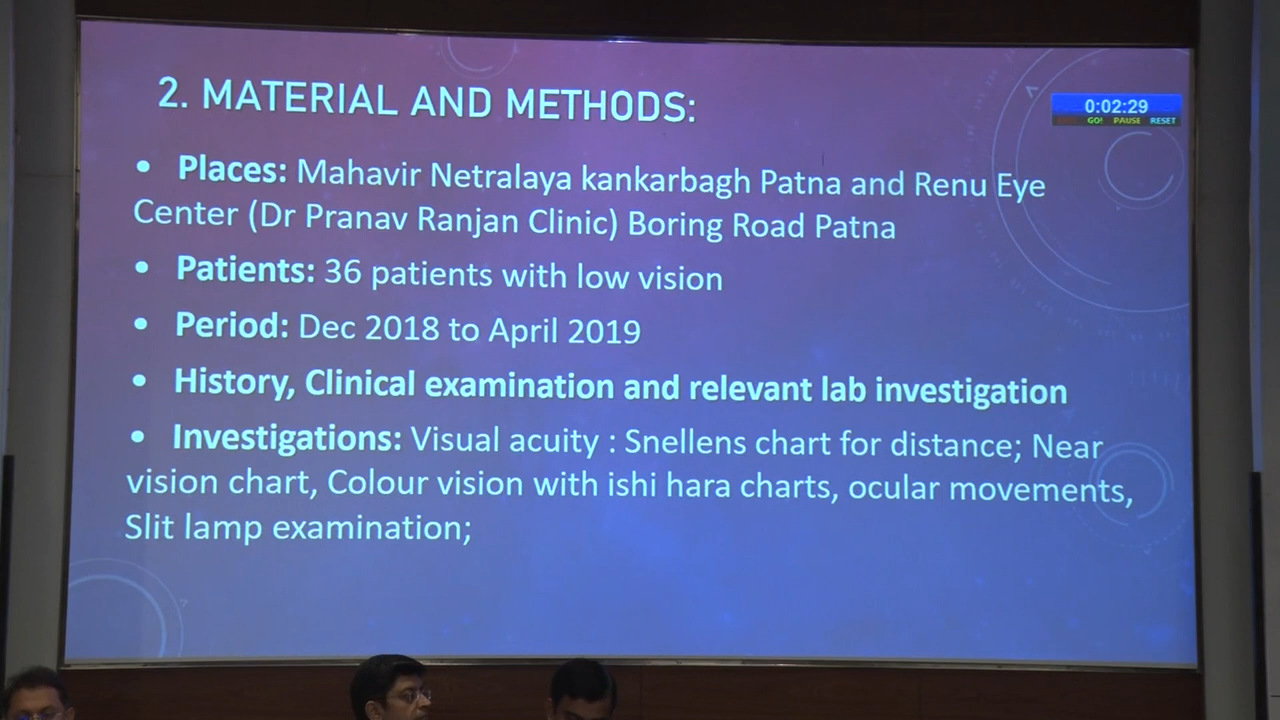 2. MATERIAL AND METHODS:
0:02:29
GO! PAUSE RESET
• Places: Mahavir Netralaya kankarbagh Patna and Renu Eye
Center (Dr Pranav Ranjan Clinic) Boring Road Patna
• Patients: 36 patients with low vision
• Period: Dec 2018 to April 2019
• History, Clinical examination and relevant lab investigation
• Investigations: Visual acuity : Snellens chart for distance; Near
vision chart, Colour vision with ishi hara charts, ocular movements,
Slit lamp examination;